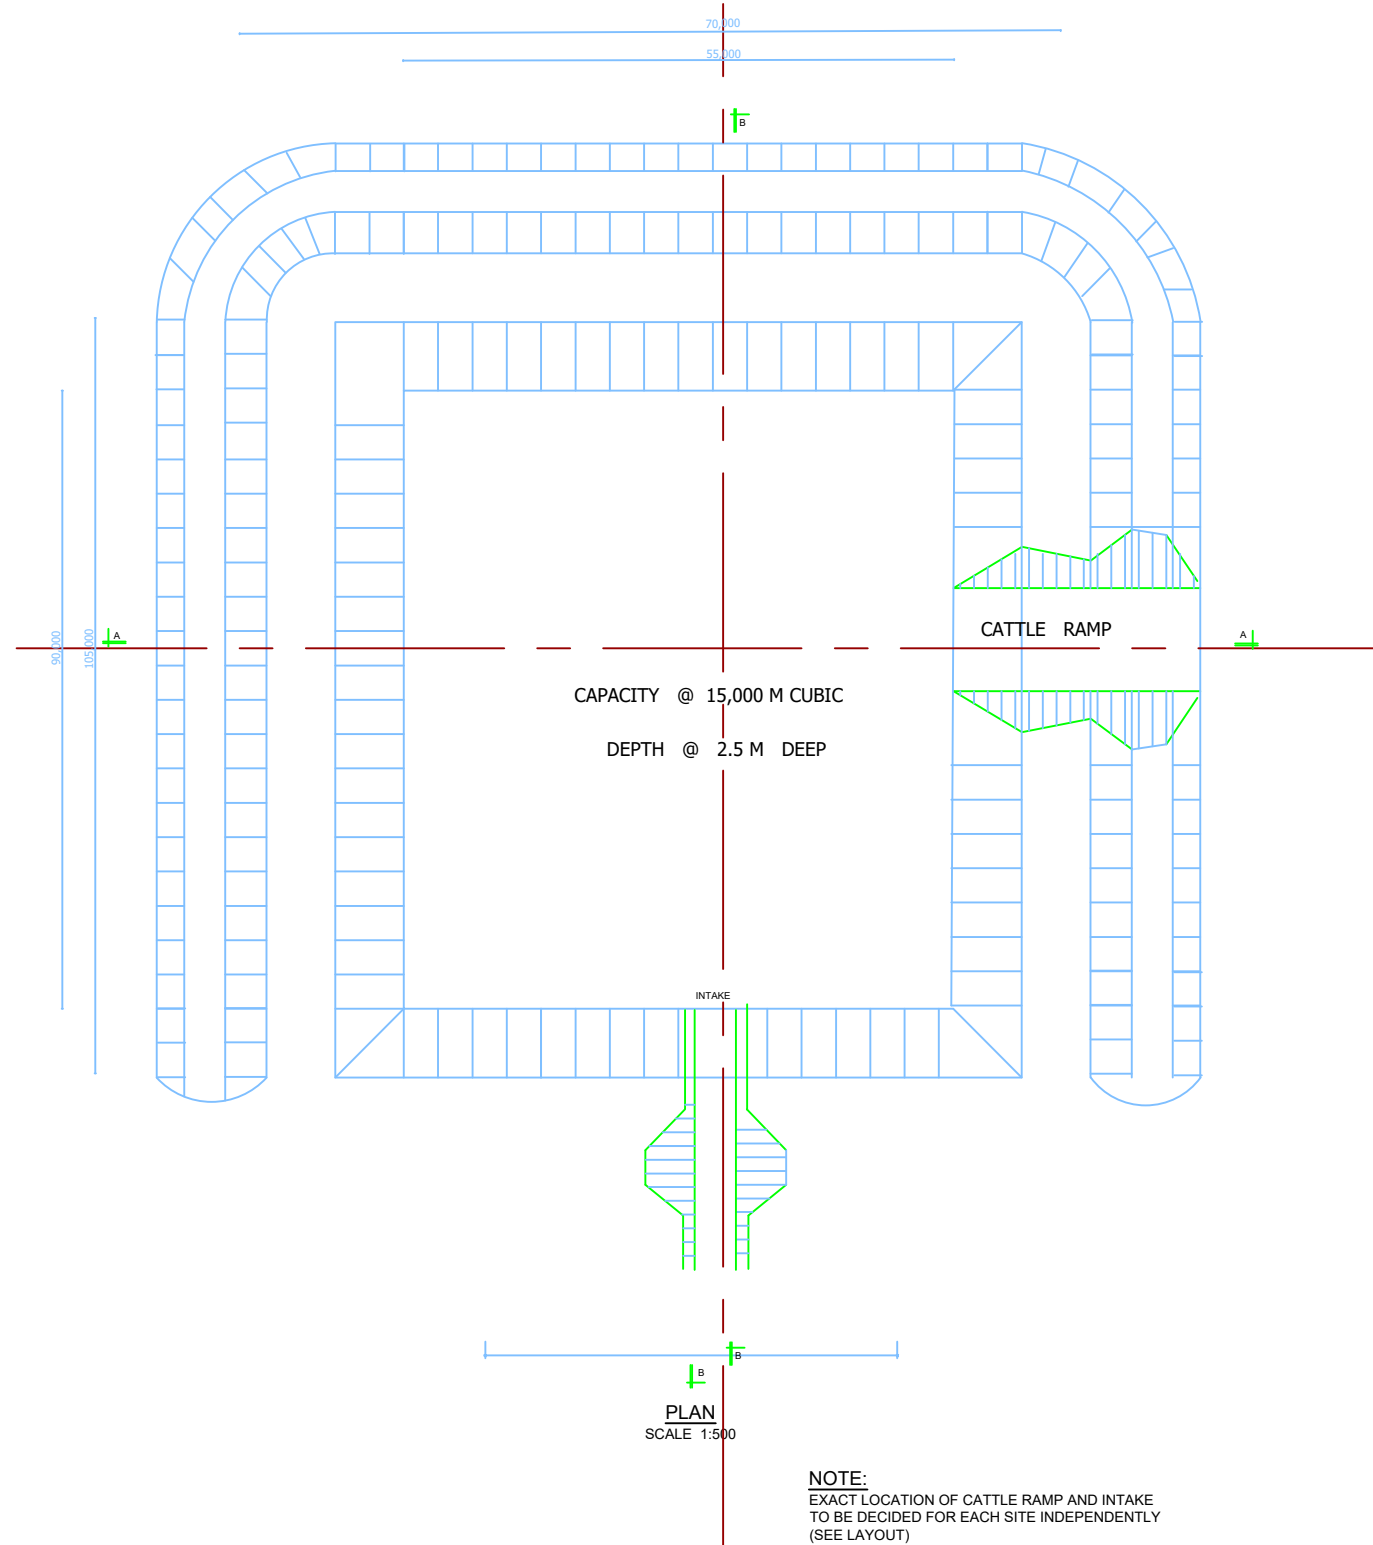 70,000
55,000
B
A
90,000
105,000
CATTLE RAMP
A
CAPACITY @ 15,000 M CUBIC
DEPTH @ 2.5 M DEEP
INTAKE
B
B
PLAN
SCALE 1:500
NOTE:
EXACT LOCATION OF CATTLE RAMP AND INTAKE
TO BE DECIDED FOR EACH SITE INDEPENDENTLY
(SEE LAYOUT)